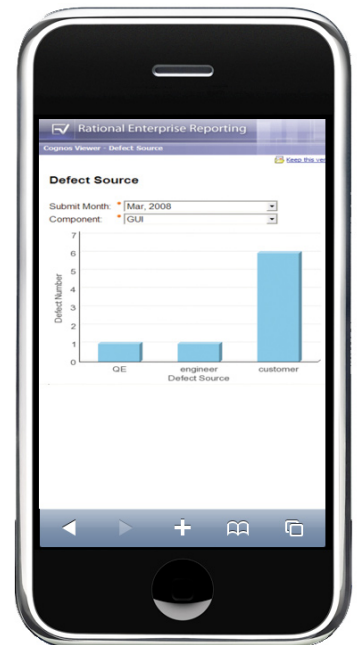 Rational Enterprise Reporting
Cognos Viewer - Defect Source
Keep this ver
Defect Source
Submit Month: * Mar, 2008
Component: * GUI
7
6
5
4
3
2
1
0
Defect Number
QE engineer customer
Defect Source